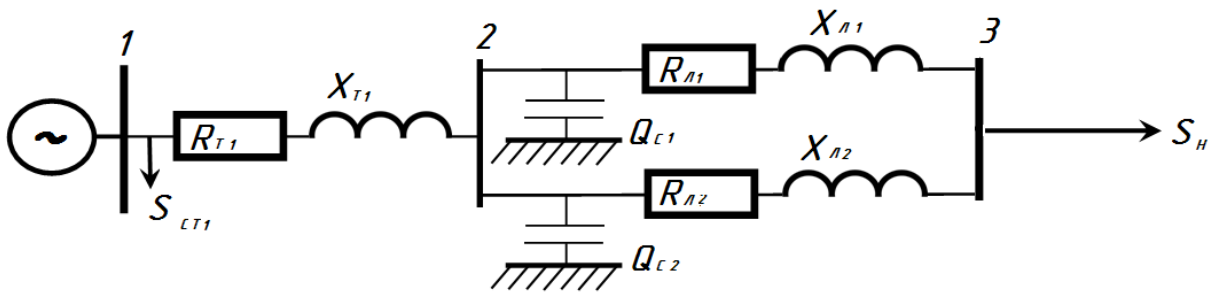 1
2
3
X Л1
R Л1
X Т1
R Т1
Q С1
S Н
X Л2
R Л2
S СТ1
Q С2